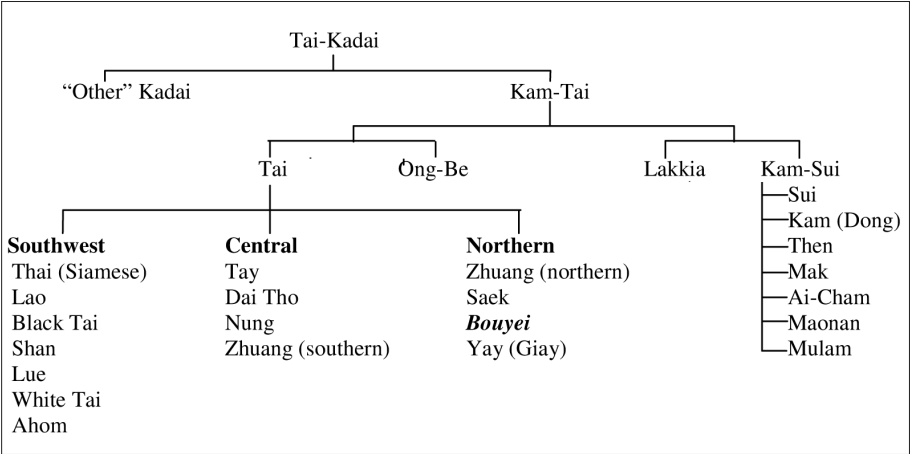 Tai-Kadai
“Other” Kadai
Kam-Tai
Tai
Ong-Be
Lakkia
Kam-Sui
Sui
Kam (Dong)
Then
Mak
Ai-Cham
Maonan
Mulam
Southwest
Thai (Siamese)
Lao
Black Tai
Shan
Lue
White Tai
Ahom
Central
Tay
Dai Tho
Nung
Zhuang (southern)
Northern
Zhuang (northern)
Saek
Bouyei
Yay (Giay)